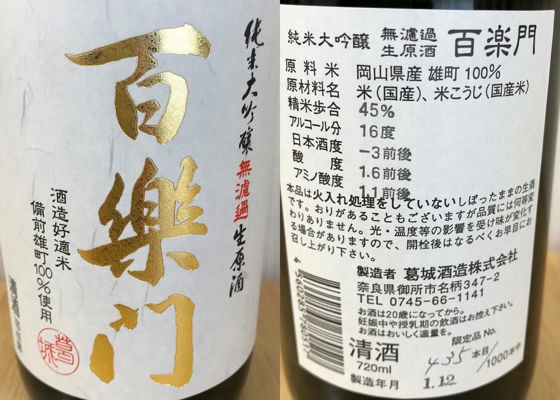 純米大吟醸 無濾過生原酒
百樂门
酒造好適米
備前雄町100%使用
清酒
葛城
純米大吟醸 無濾過 生原酒 百楽門
原料米 岡山県産 雄町 100%
原材料名 米(国産)、米こうじ(国産米)
精米歩合 45%
アルコール分 16度
日本酒度 -3前後
酸度 1.6前後
アミノ酸度 1.1前後
本品は火入れ処理をしていないしぼったままの生酒
です。おりがあることもございますが品質には何等変
わりありません。光・温度等の影響を受け味が変化す
る場合がありますので、開栓後はなるべくお早目にお
召し上がり下さい。
製造者 葛城酒造株式会社
奈良県御所市名柄347-2
TEL 0745-66-1141
お酒は20歳になってから。
妊娠中や授乳期の飲酒はお控え下さい。
お酒はおいしく適量を。
清酒
720ml
限定品 No.
435本目/1000本中
製造年月 1.12